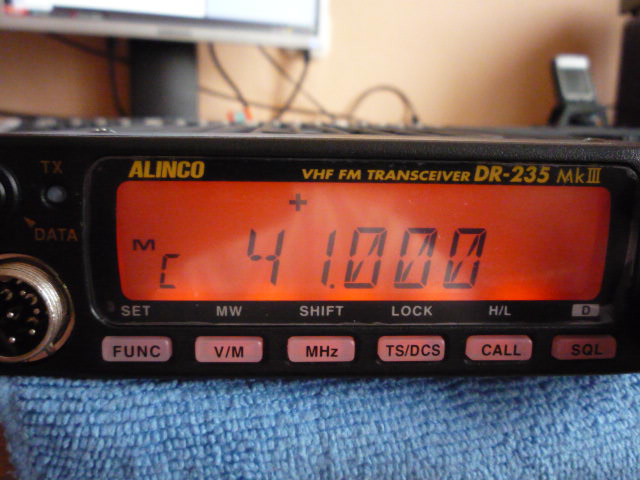 TX
ALINCO
VHF FM TRANSCEIVER DR-235 MkIII
DATA
+
M
C 41.000
SET MW SHIFT LOCK H/L D
FUNC V/M MHz TS/DCS CALL SQL